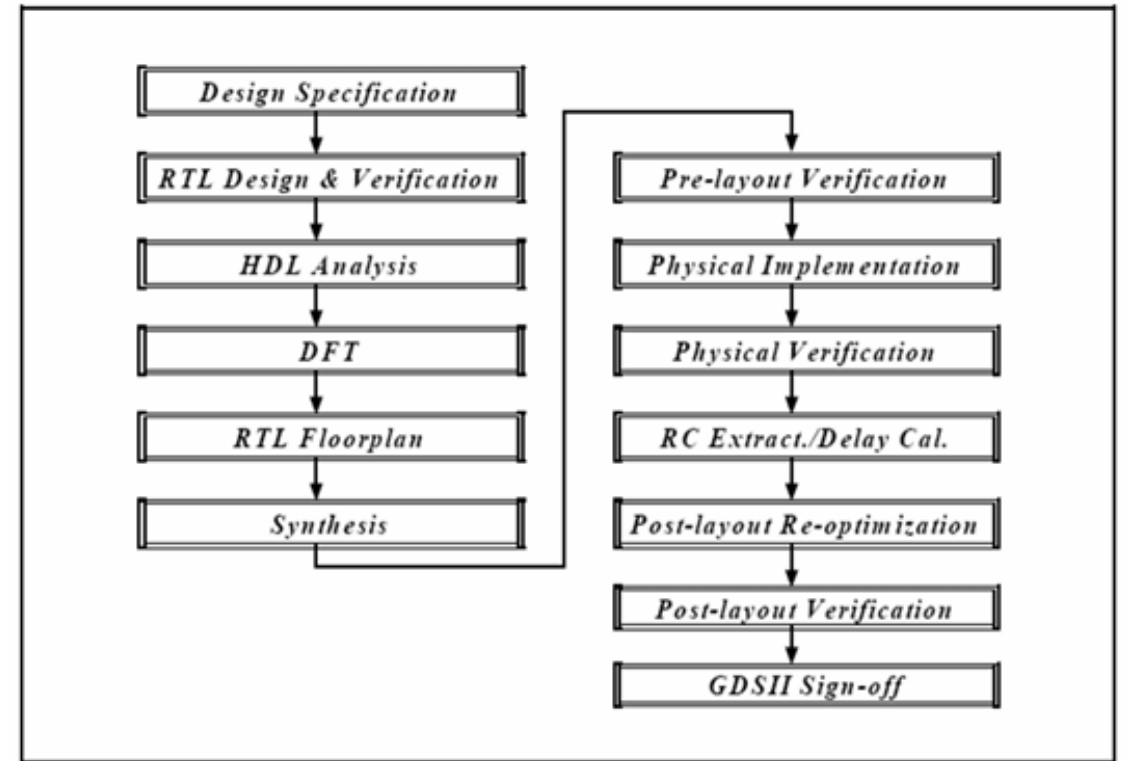 Design Specification
RTL Design & Verification
HDL Analysis
DFT
RTL Floorplan
Synthesis
Pre-layout Verification
Physical Implementation
Physical Verification
RC Extract./Delay Cal.
Post-layout Re-optimization
Post-layout Verification
GDSII Sign-off